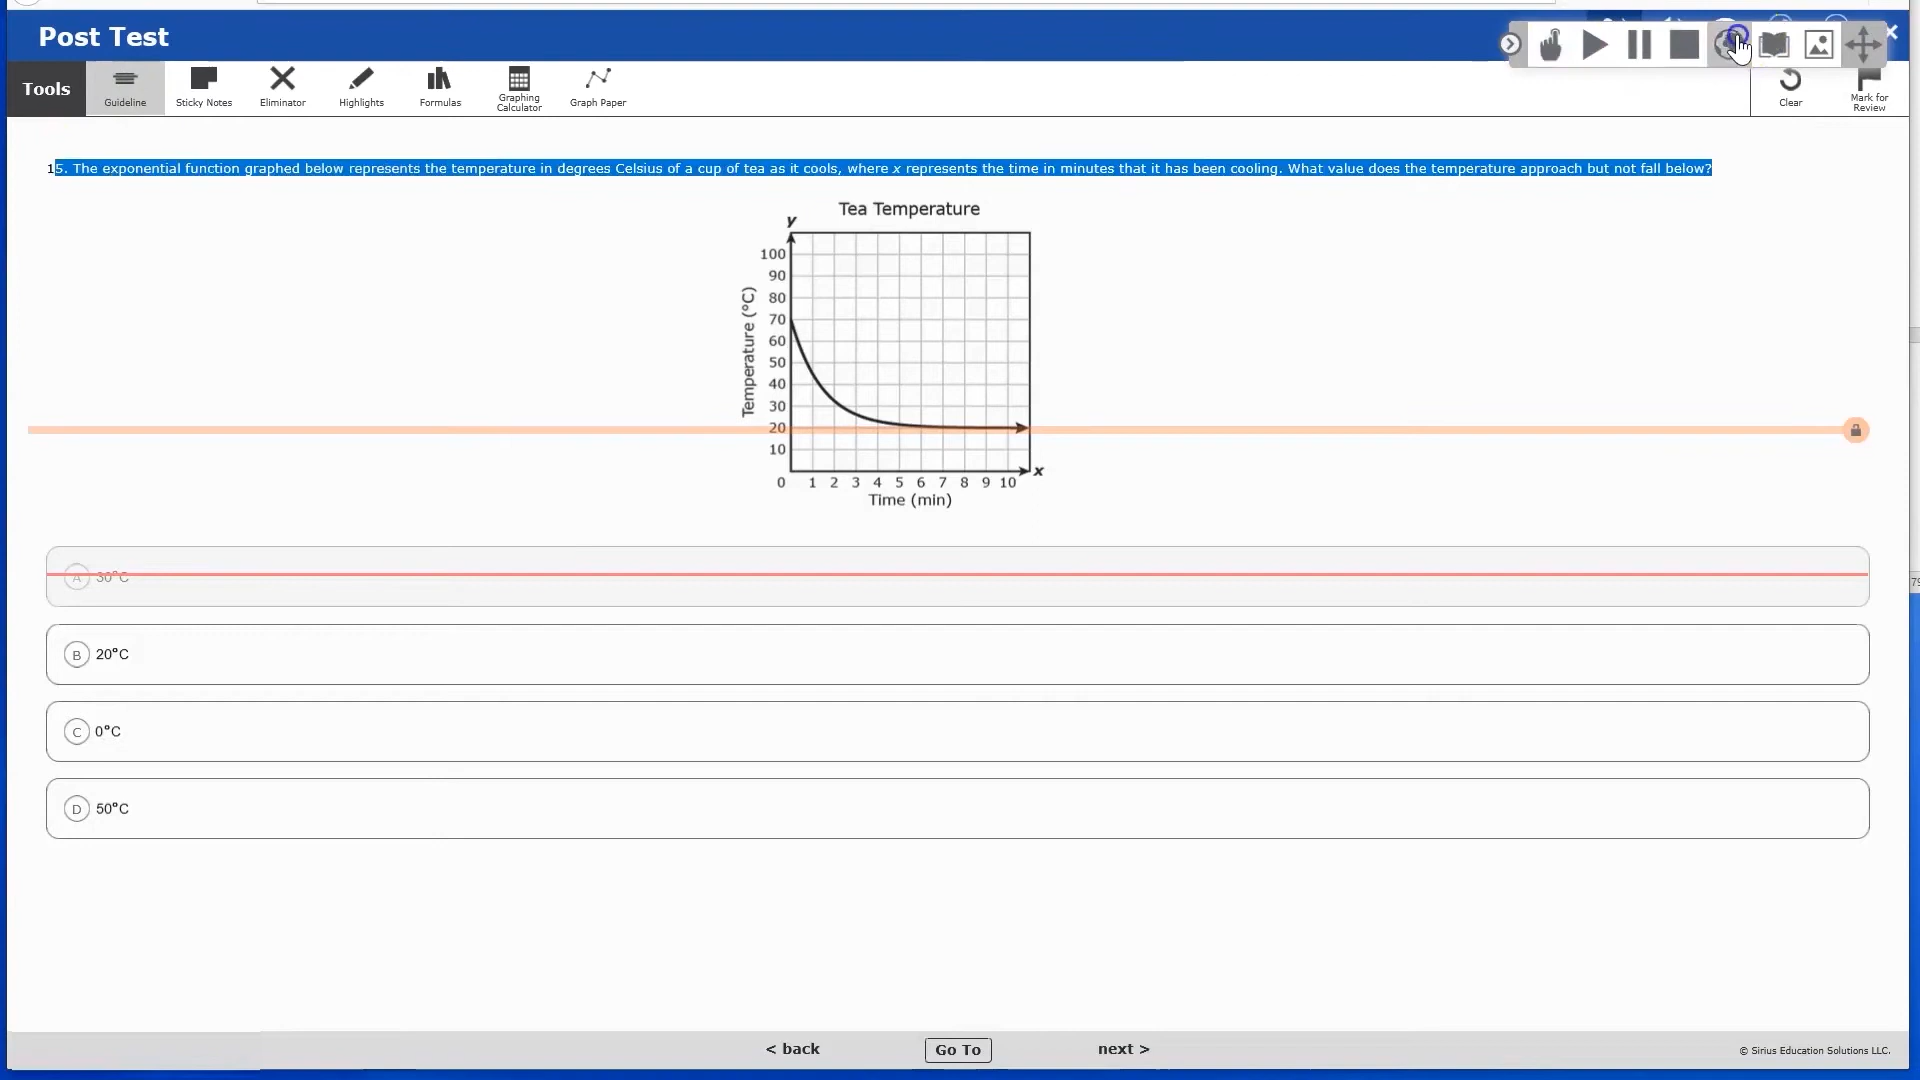 Post Test
Tools
Guideline
Sticky Notes
Eliminator
Highlights
Formulas
Graphing
Calculator
Graph Paper
Clear
Mark for
Review
15. The exponential function graphed below represents the temperature in degrees Celsius of a cup of tea as it cools, where x represents the time in minutes that it has been cooling. What value does the temperature approach but not fall below?
Tea Temperature
y
100
90
80
70
60
50
40
30
20
10
Temperature (°C)
x
0 1 2 3 4 5 6 7 8 9 10
Time (min)
A 30°C
B 20°C
C 0°C
D 50°C
79
< back
Go To
next >
© Sirius Education Solutions LLC.